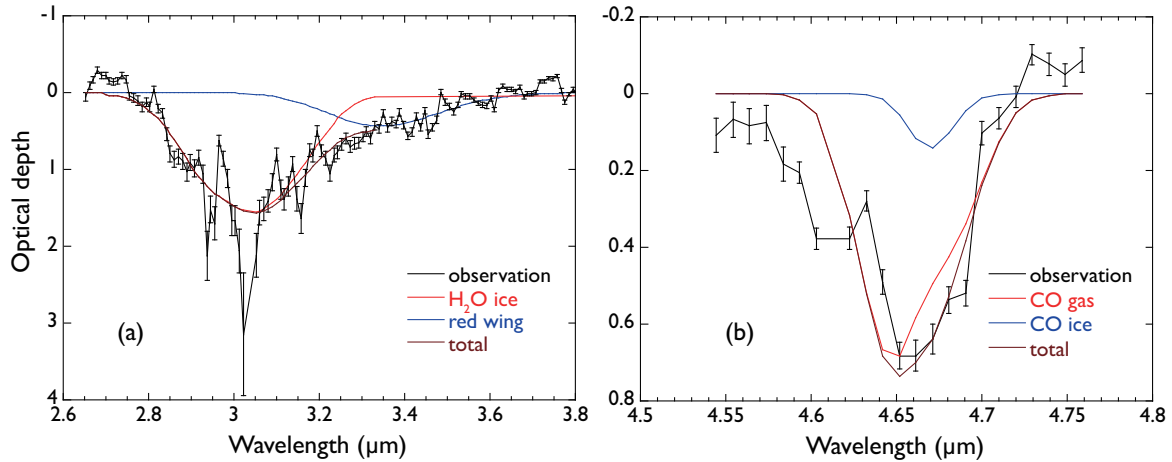 -1
0
1
2
3
4
Optical depth
2.6 2.8 3 3.2 3.4 3.6 3.8
Wavelength (µm)
(a)
observation
H₂O ice
red wing
total
-0.2
0
0.2
0.4
0.6
0.8
4.5 4.55 4.6 4.65 4.7 4.75 4.8
Wavelength (µm)
(b)
observation
CO gas
CO ice
total